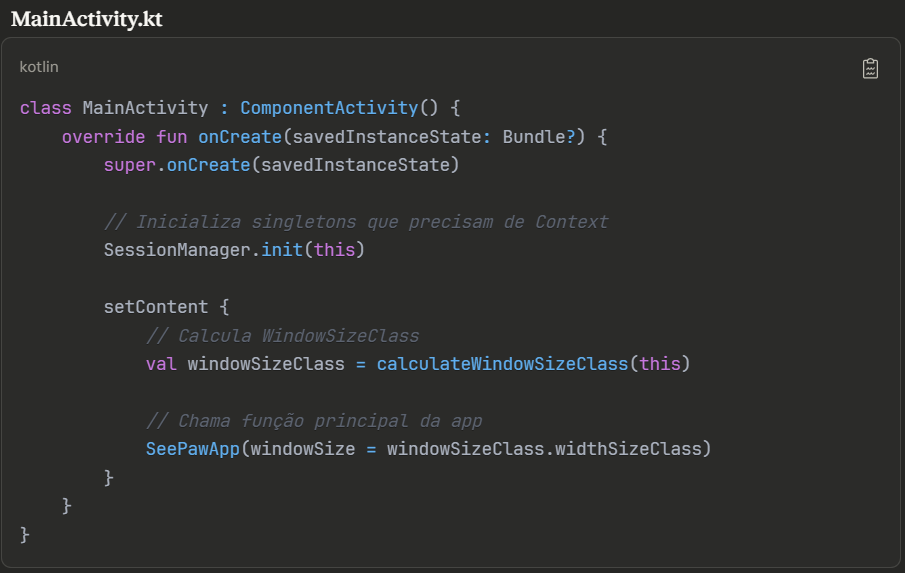 MainActivity.kt
kotlin
class MainActivity : ComponentActivity() {
    override fun onCreate(savedInstanceState: Bundle?) {
        super.onCreate(savedInstanceState)
        // Inicializa singletons que precisam de Context
        SessionManager.init(this)
        setContent {
            // Calcula WindowSizeClass
            val windowSizeClass = calculateWindowSizeClass(this)
            // Chama função principal da app
            SeePawApp(windowSize = windowSizeClass.widthSizeClass)
        }
    }
}